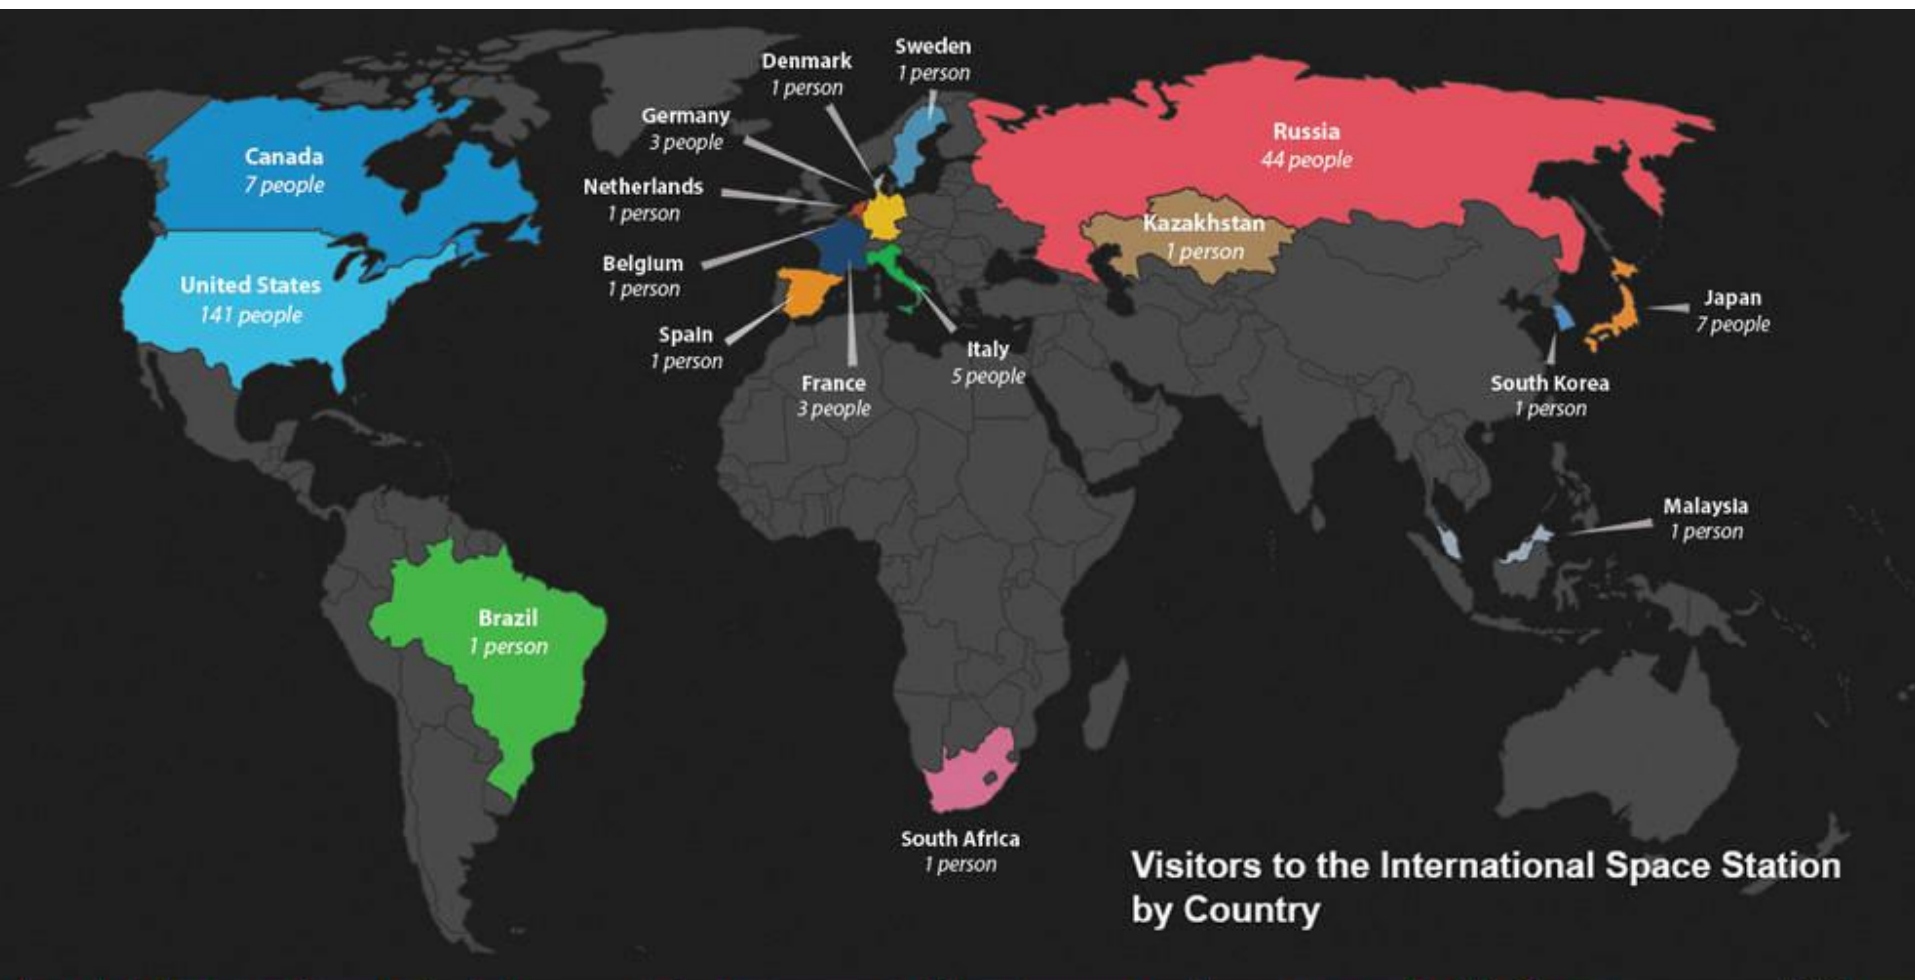 Sweden
1 person
Denmark
1 person
Germany
3 people
Netherlands
1 person
Belgium
1 person
Spain
1 person
France
3 people
Italy
5 people
Canada
7 people
United States
141 people
Russia
44 people
Kazakhstan
1 person
Japan
7 people
South Korea
1 person
Malaysia
1 person
Brazil
1 person
South Africa
1 person
Visitors to the International Space Station
by Country